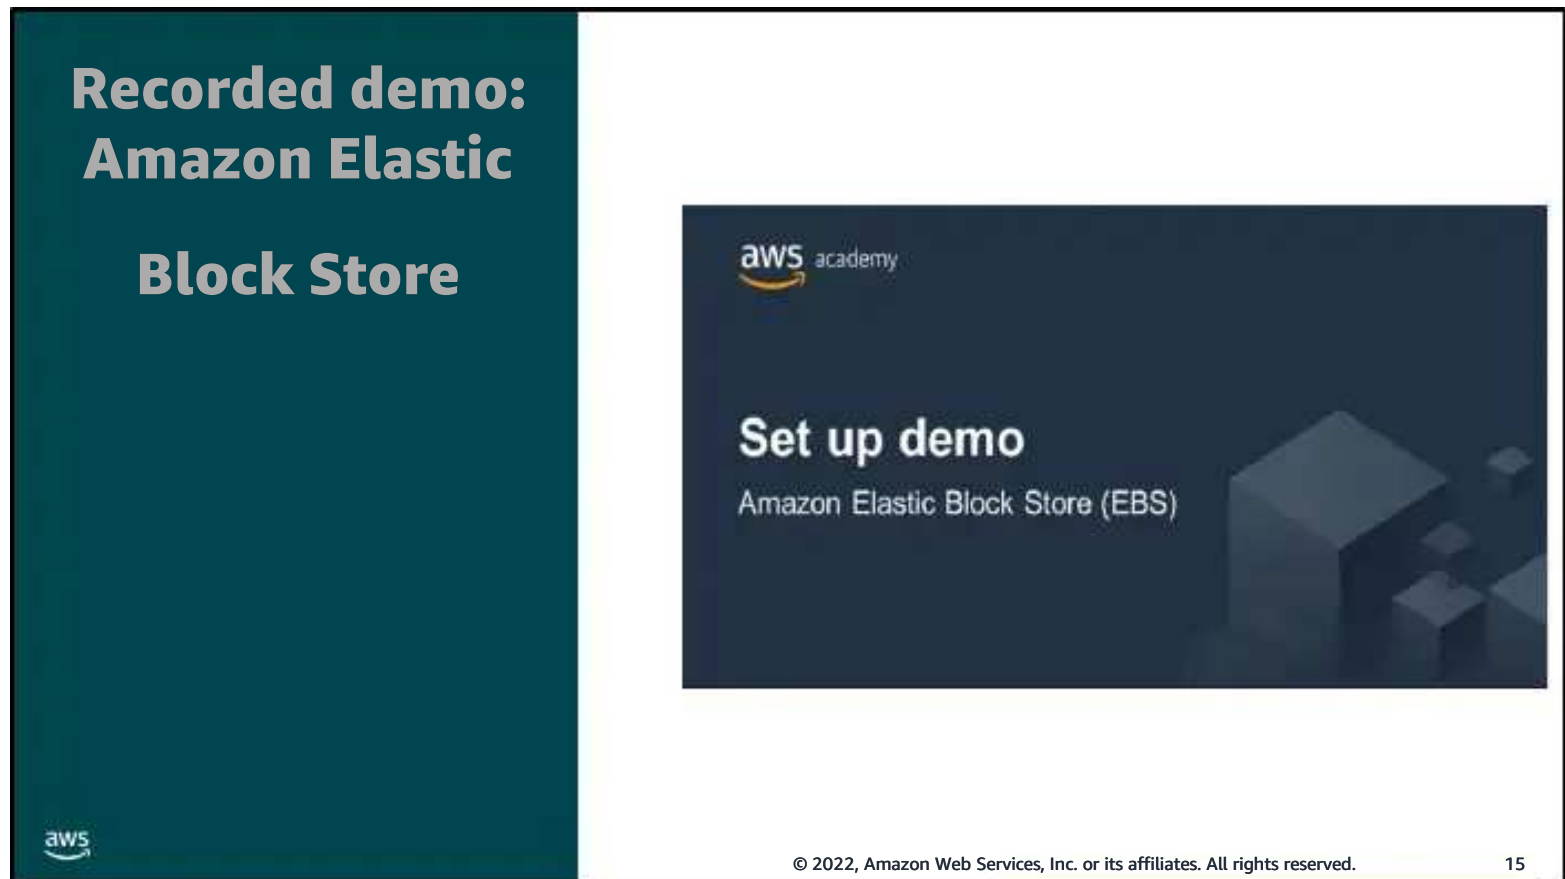 Recorded demo:
Amazon Elastic
Block Store
aws academy
Set up demo
Amazon Elastic Block Store (EBS)
aws
© 2022, Amazon Web Services, Inc. or its affiliates. All rights reserved.
15